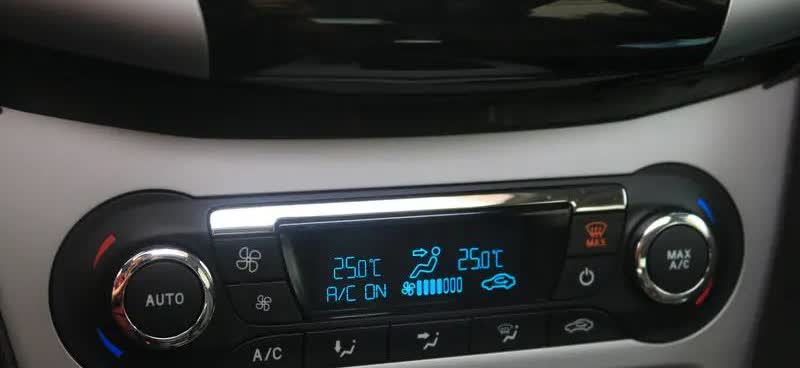 25.0°C 25.0°C
A/C ON
MAX
AUTO
MAX
A/C
A/C